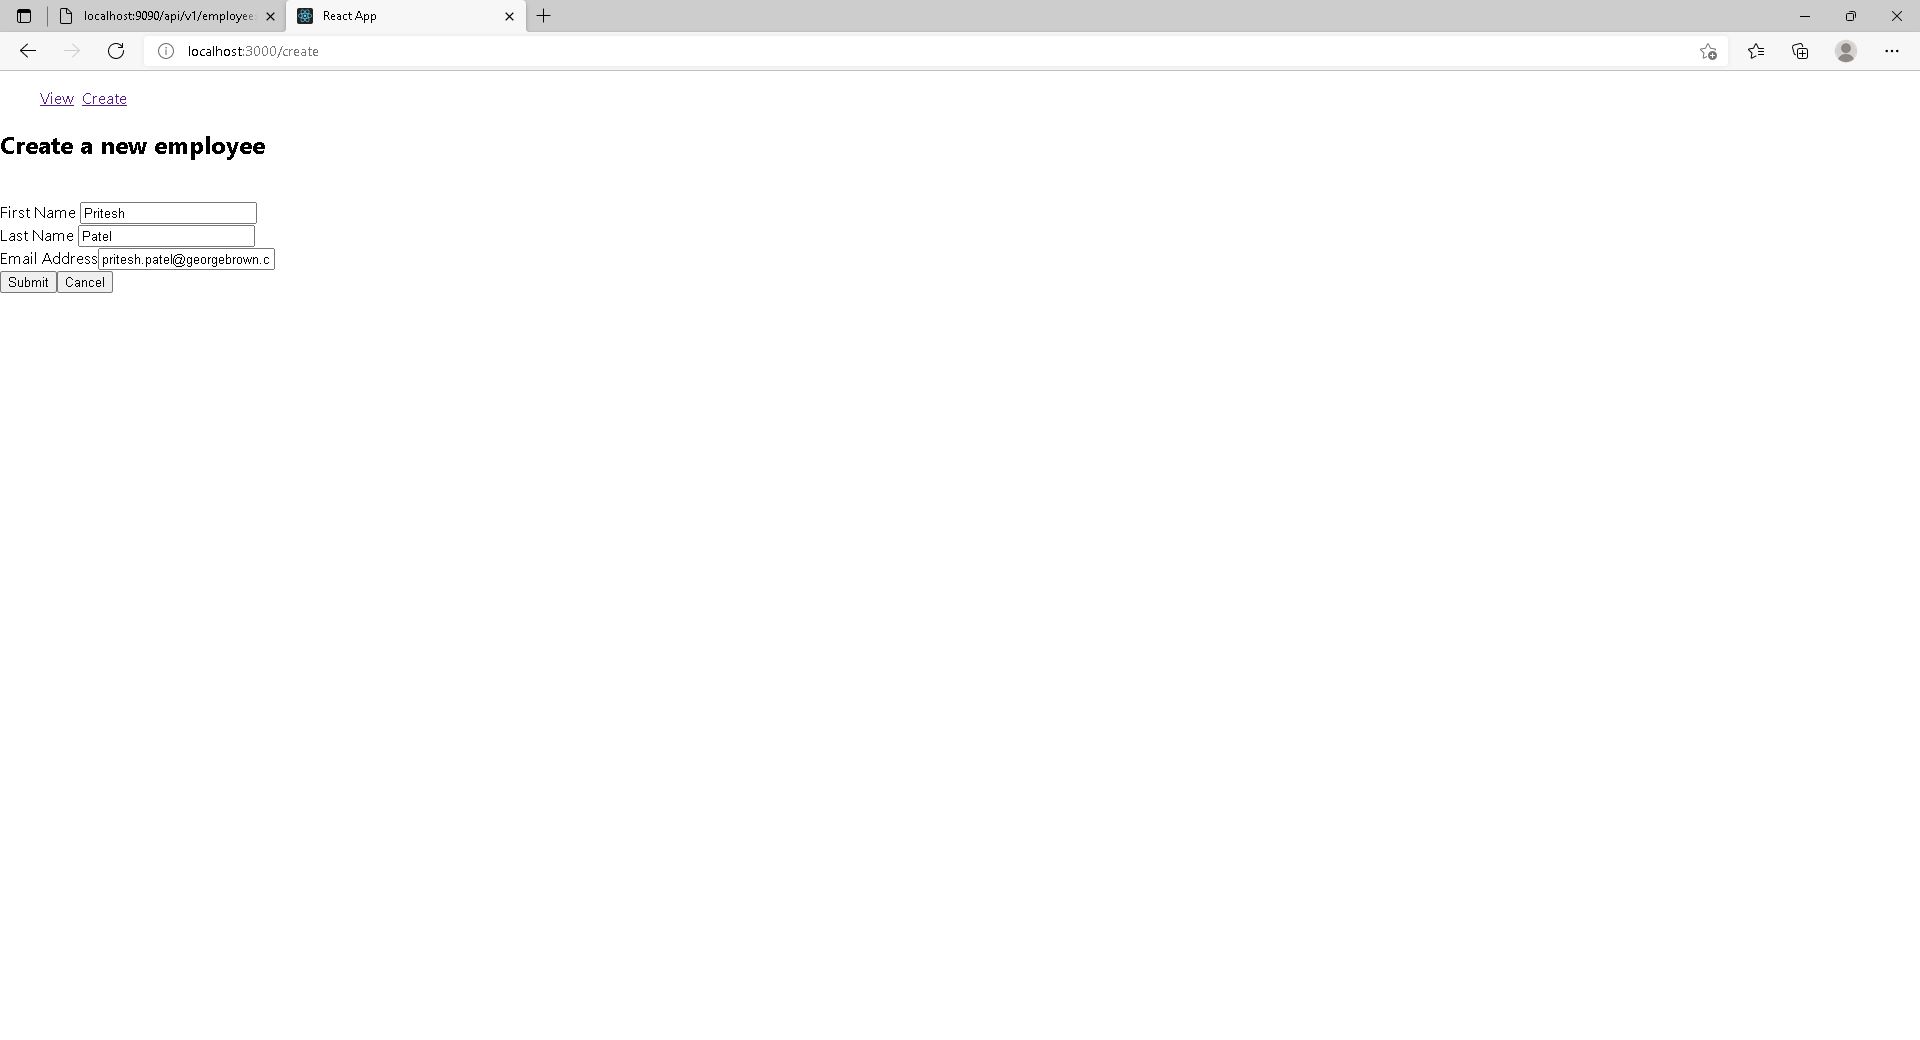 localhost:9090/api/v1/employees
React App
localhost:3000/create
View Create
Create a new employee
First Name Pritesh
Last Name Patel
Email Address pritesh.patel@georgebrown.c
Submit Cancel